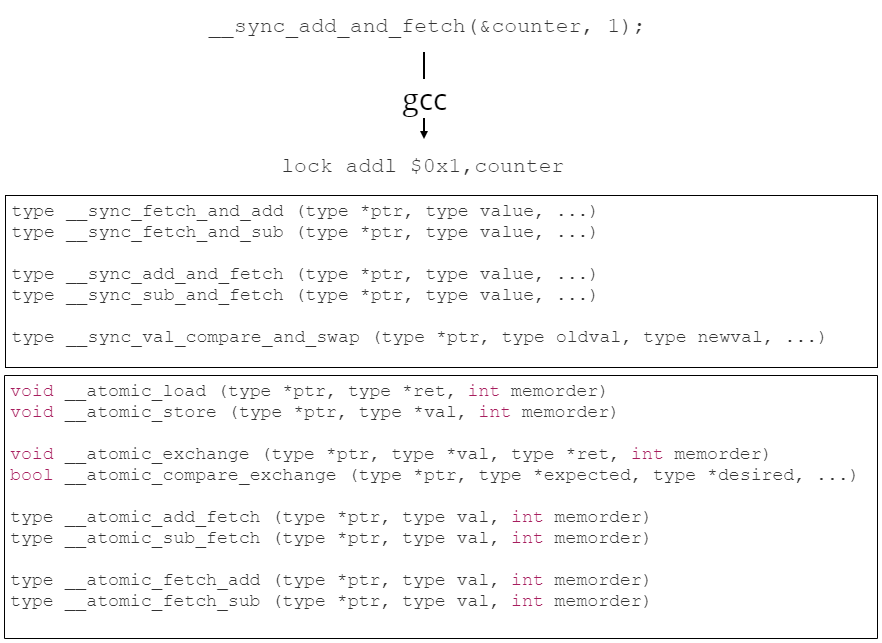 __sync_add_and_fetch(&counter, 1);
gcc
lock addl $0x1,counter
type __sync_fetch_and_add (type *ptr, type value, ...)
type __sync_fetch_and_sub (type *ptr, type value, ...)
type __sync_add_and_fetch (type *ptr, type value, ...)
type __sync_sub_and_fetch (type *ptr, type value, ...)
type __sync_val_compare_and_swap (type *ptr, type oldval, type newval, ...)
void __atomic_load (type *ptr, type *ret, int memorder)
void __atomic_store (type *ptr, type *val, int memorder)
void __atomic_exchange (type *ptr, type *val, type *ret, int memorder)
bool __atomic_compare_exchange (type *ptr, type *expected, type *desired, ...)
type __atomic_add_fetch (type *ptr, type val, int memorder)
type __atomic_sub_fetch (type *ptr, type val, int memorder)
type __atomic_fetch_add (type *ptr, type val, int memorder)
type __atomic_fetch_sub (type *ptr, type val, int memorder)